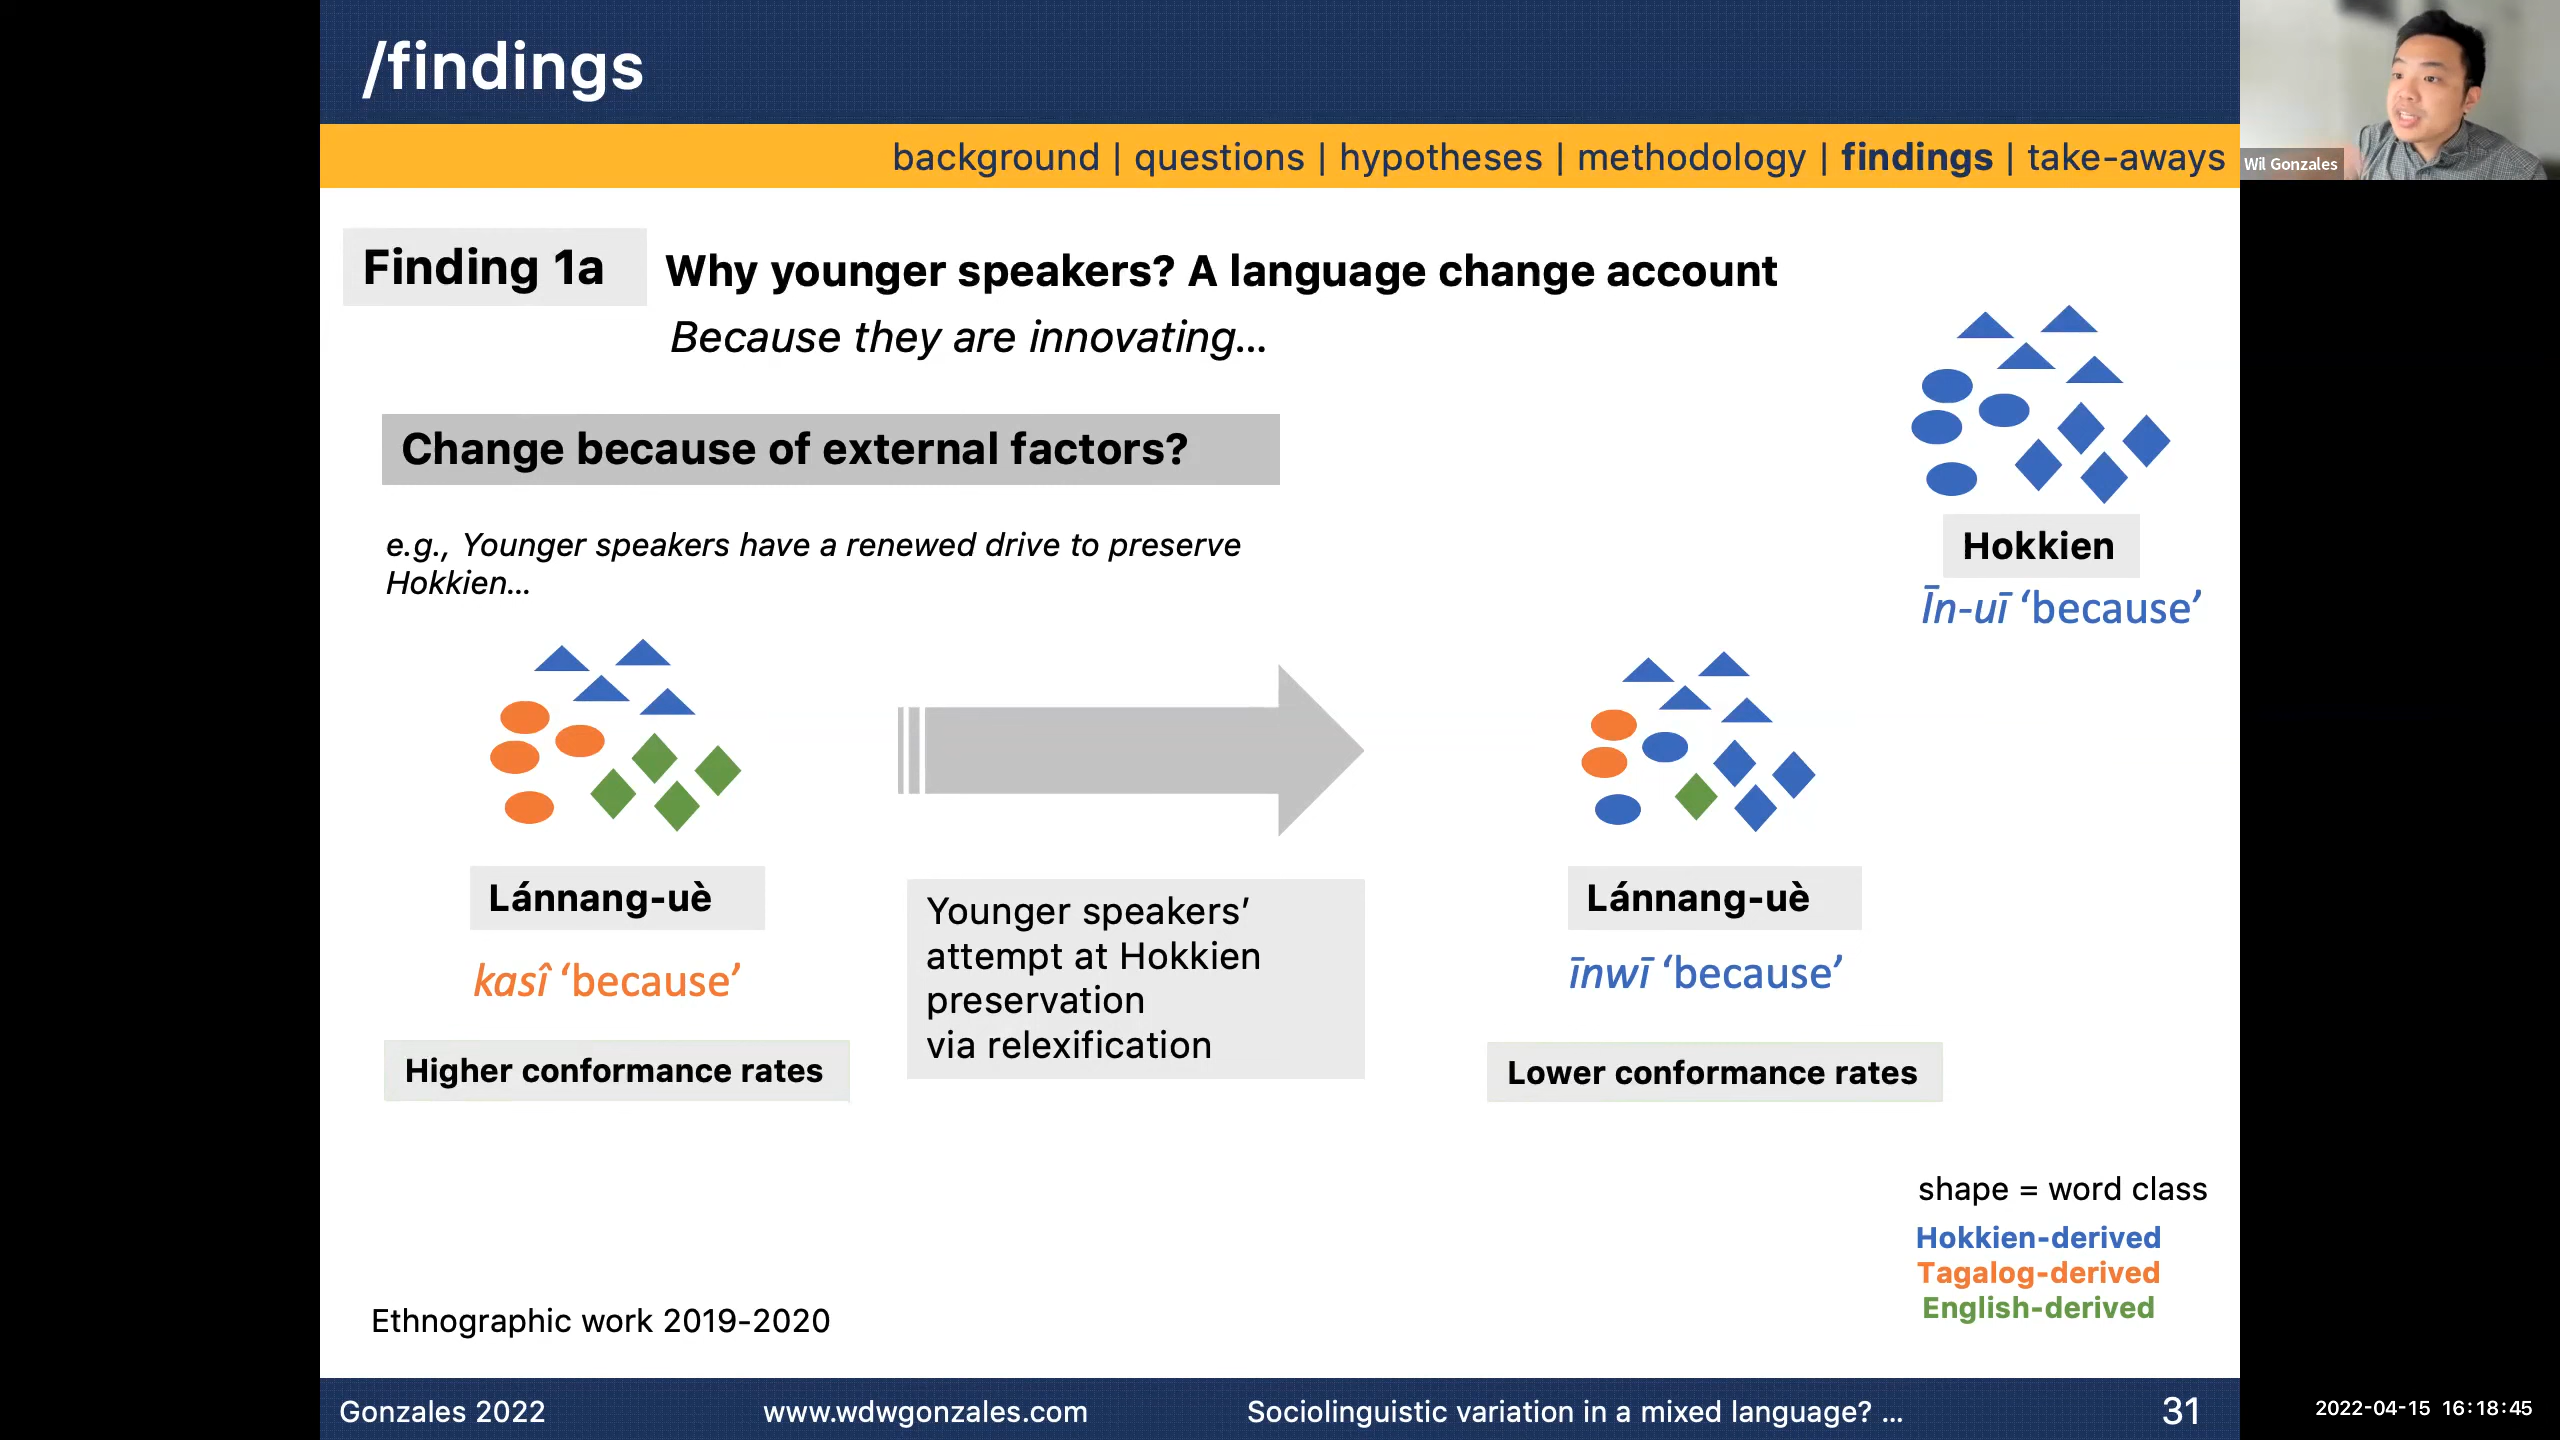 /findings
background | questions | hypotheses | methodology | findings | take-aways
Wil Gonzales
Finding 1a
Why younger speakers? A language change account
Because they are innovating...
Change because of external factors?
e.g., Younger speakers have a renewed drive to preserve
Hokkien...
Hokkien
Īn-uī ‘because’
Lánnang-uè
kasî ‘because’
Higher conformance rates
Younger speakers’
attempt at Hokkien
preservation
via relexification
Lánnang-uè
īnwī ‘because’
Lower conformance rates
shape = word class
Hokkien-derived
Tagalog-derived
English-derived
Ethnographic work 2019-2020
Gonzales 2022
www.wdwgonzales.com
Sociolinguistic variation in a mixed language? ...
31
2022-04-15 16:18:45